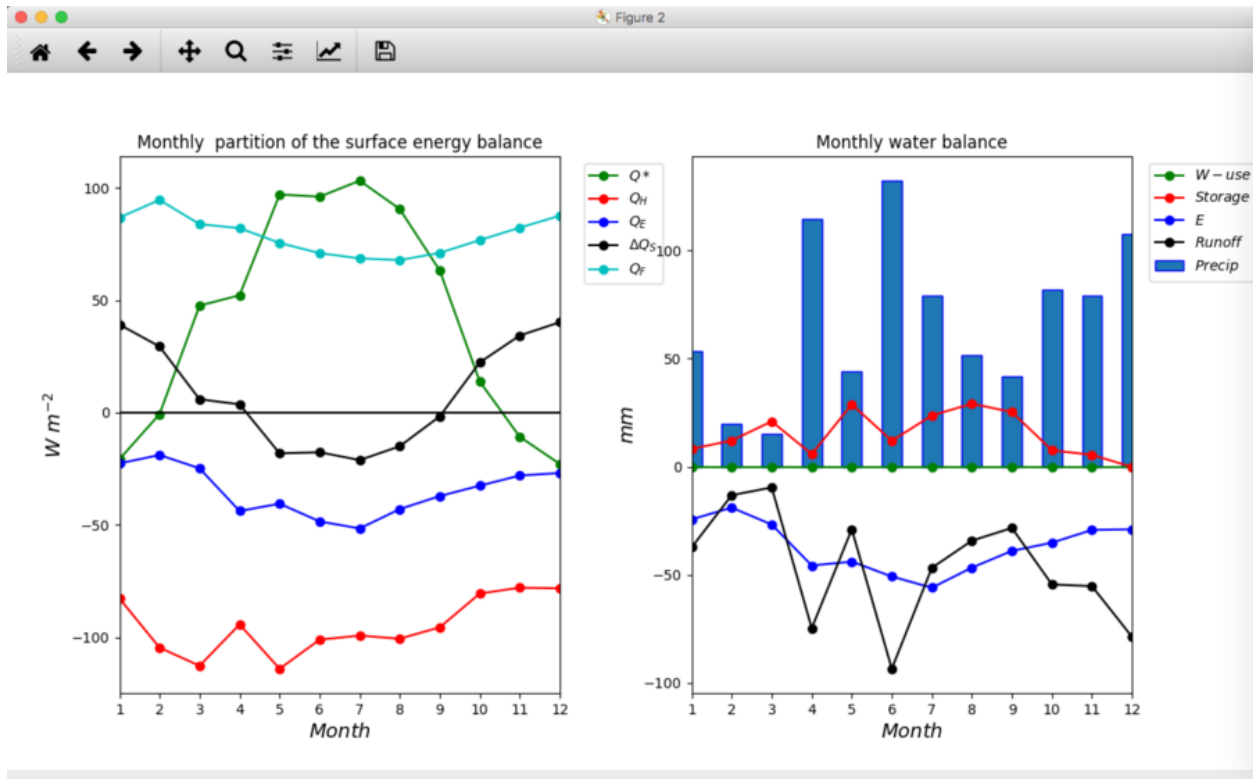 Figure 2
Monthly  partition of the surface energy balance
100
50
0
−50
−100
W m⁻²
1 2 3 4 5 6 7 8 9 10 11 12
Month
Q *
Q_H
Q_E
ΔQ_S
Q_F
Monthly water balance
100
50
0
−50
−100
mm
1 2 3 4 5 6 7 8 9 10 11 12
Month
W − use
Storage
E
Runoff
Precip